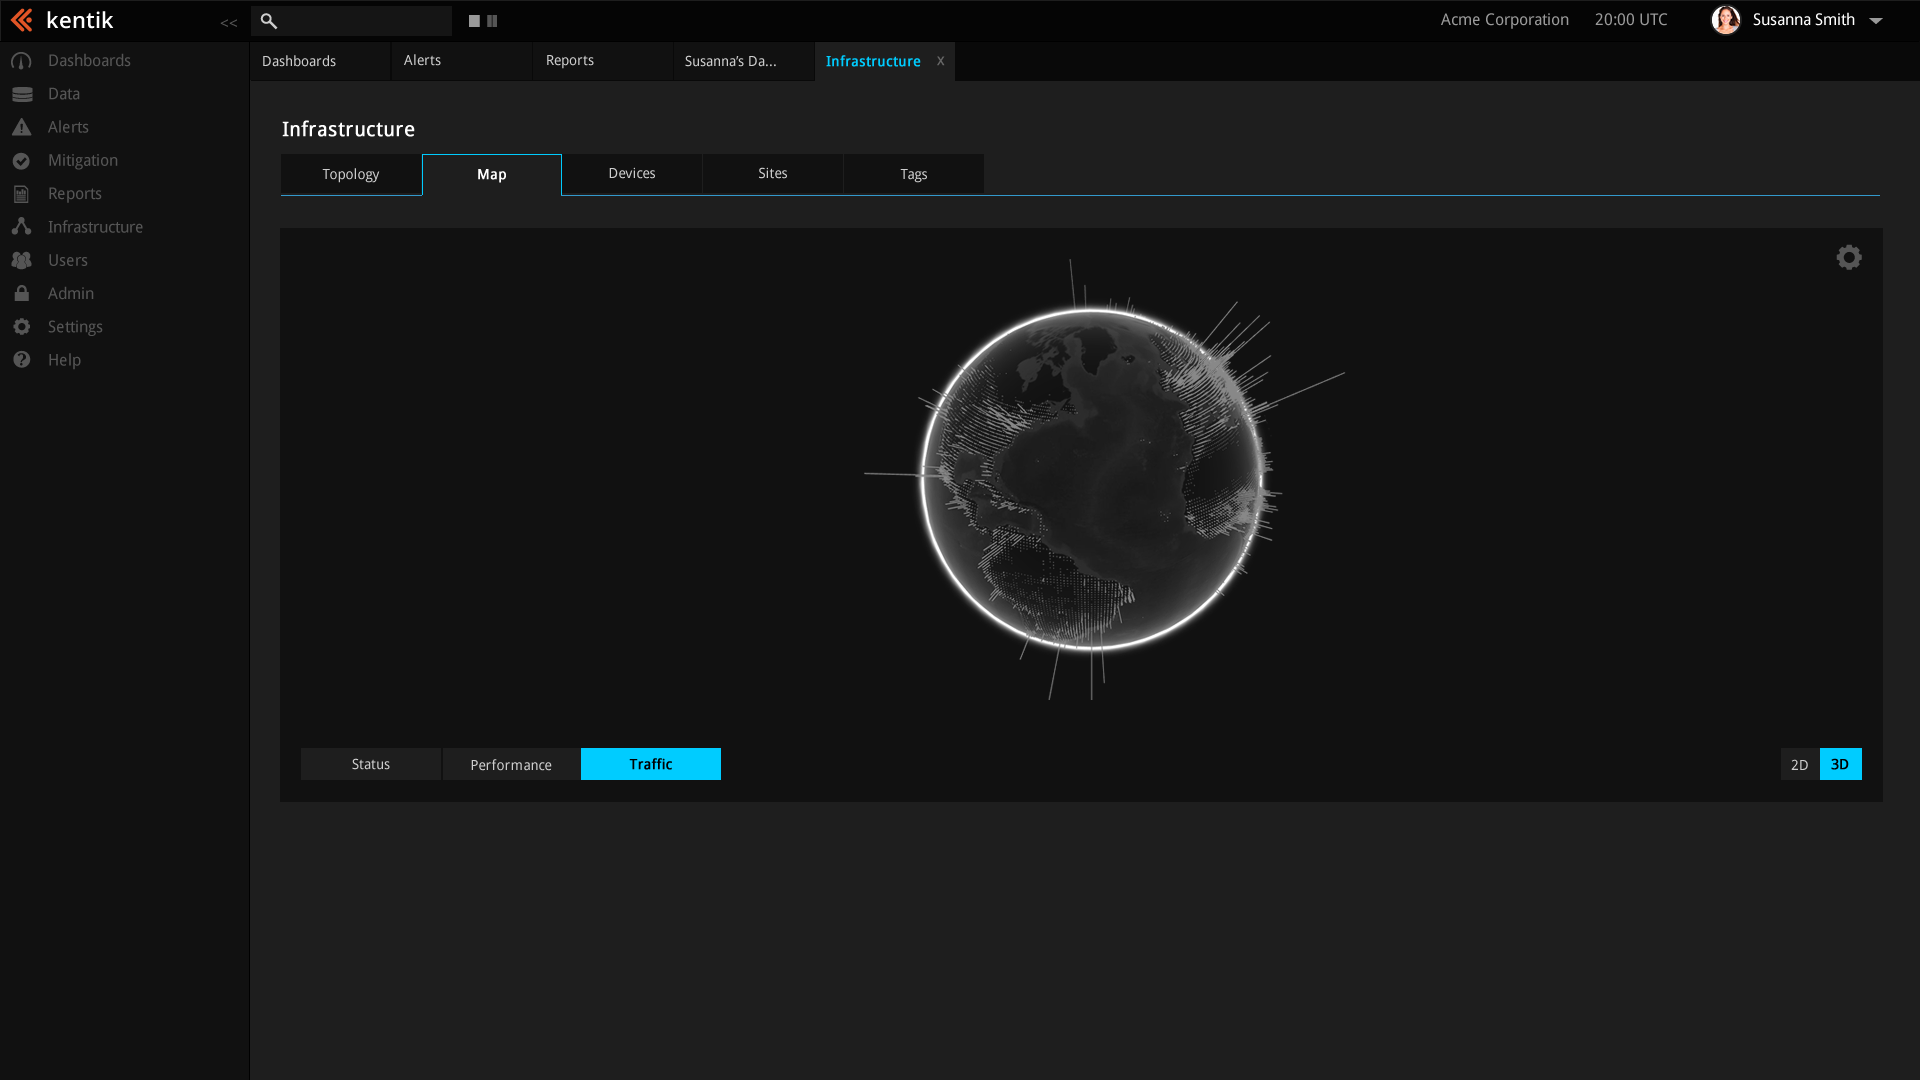 kentik
<<
Acme Corporation
20:00 UTC
Susanna Smith
Dashboards
Data
Alerts
Mitigation
Reports
Infrastructure
Users
Admin
Settings
Help
Dashboards
Alerts
Reports
Susanna’s Da...
Infrastructure X
Infrastructure
Topology
Map
Devices
Sites
Tags
Status
Performance
Traffic
2D
3D